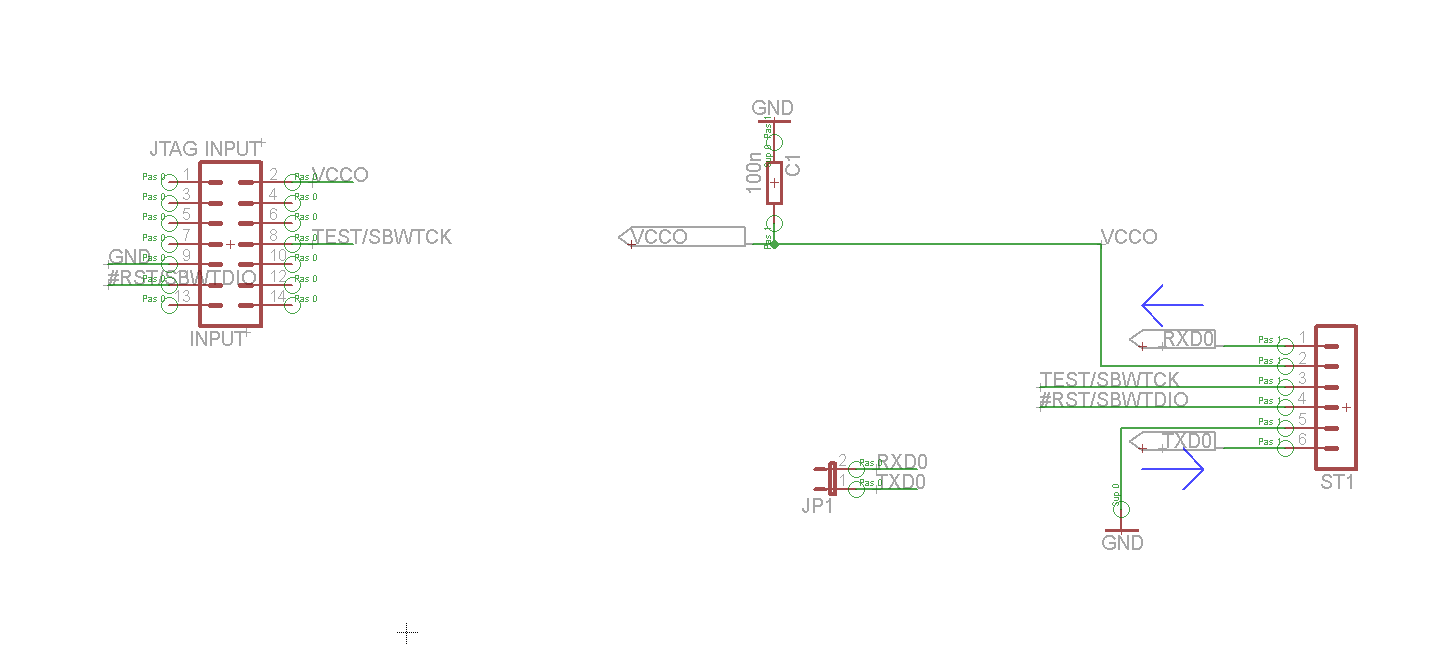 GND
Pas 1
Sup 0
100n
C1
Pas 1
JTAG INPUT
Pas 0 1 2 Pas 0 VCCO
Pas 0 3 4 Pas 0
Pas 0 5 6 Pas 0
Pas 0 7 8 Pas 0 TEST/SBWTCK
GND 9 10 Pas 0
#RST/SBWTDIO Pas 0 12 Pas 0
Pas 0 13 14 Pas 0
INPUT
VCCO
VCCO
RXD0 Pas 1 1
Pas 1 2
TEST/SBWTCK Pas 1 3
#RST/SBWTDIO Pas 1 4
Pas 1 5
TXD0 Pas 1 6
ST1
2 Pas 0 RXD0
1 Pas 0 TXD0
JP1
Sup 0
GND